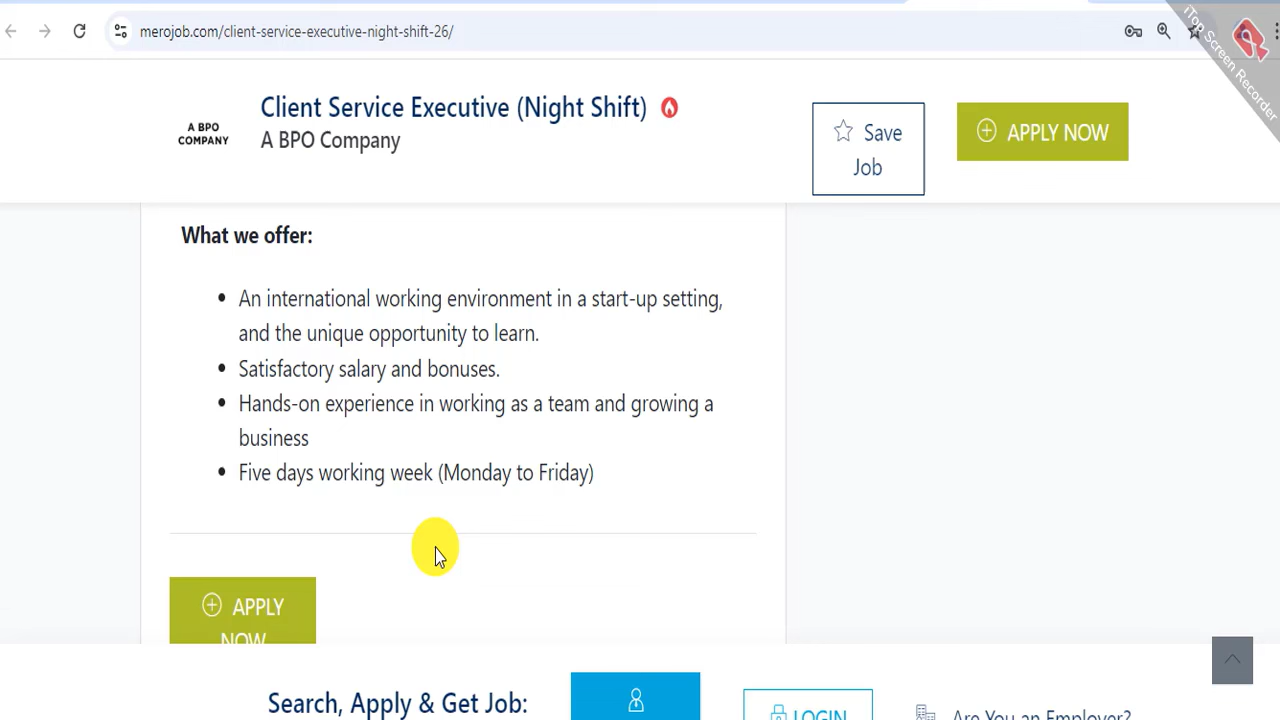 merojob.com/client-service-executive-night-shift-26/
iTop Screen Recorder
A BPO
COMPANY
Client Service Executive (Night Shift)
A BPO Company
Save
Job
APPLY NOW
What we offer:
• An international working environment in a start-up setting,
and the unique opportunity to learn.
• Satisfactory salary and bonuses.
• Hands-on experience in working as a team and growing a
business
• Five days working week (Monday to Friday)
APPLY
NOW
Search, Apply & Get Job:
LOGIN
Are You an Employer?